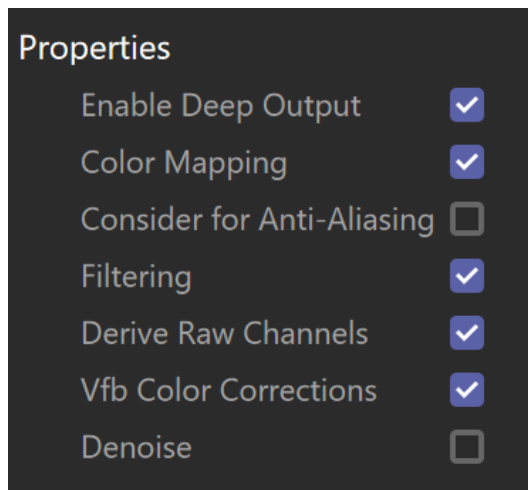 Properties
Enable Deep Output
Color Mapping
Consider for Anti-Aliasing
Filtering
Derive Raw Channels
Vfb Color Corrections
Denoise